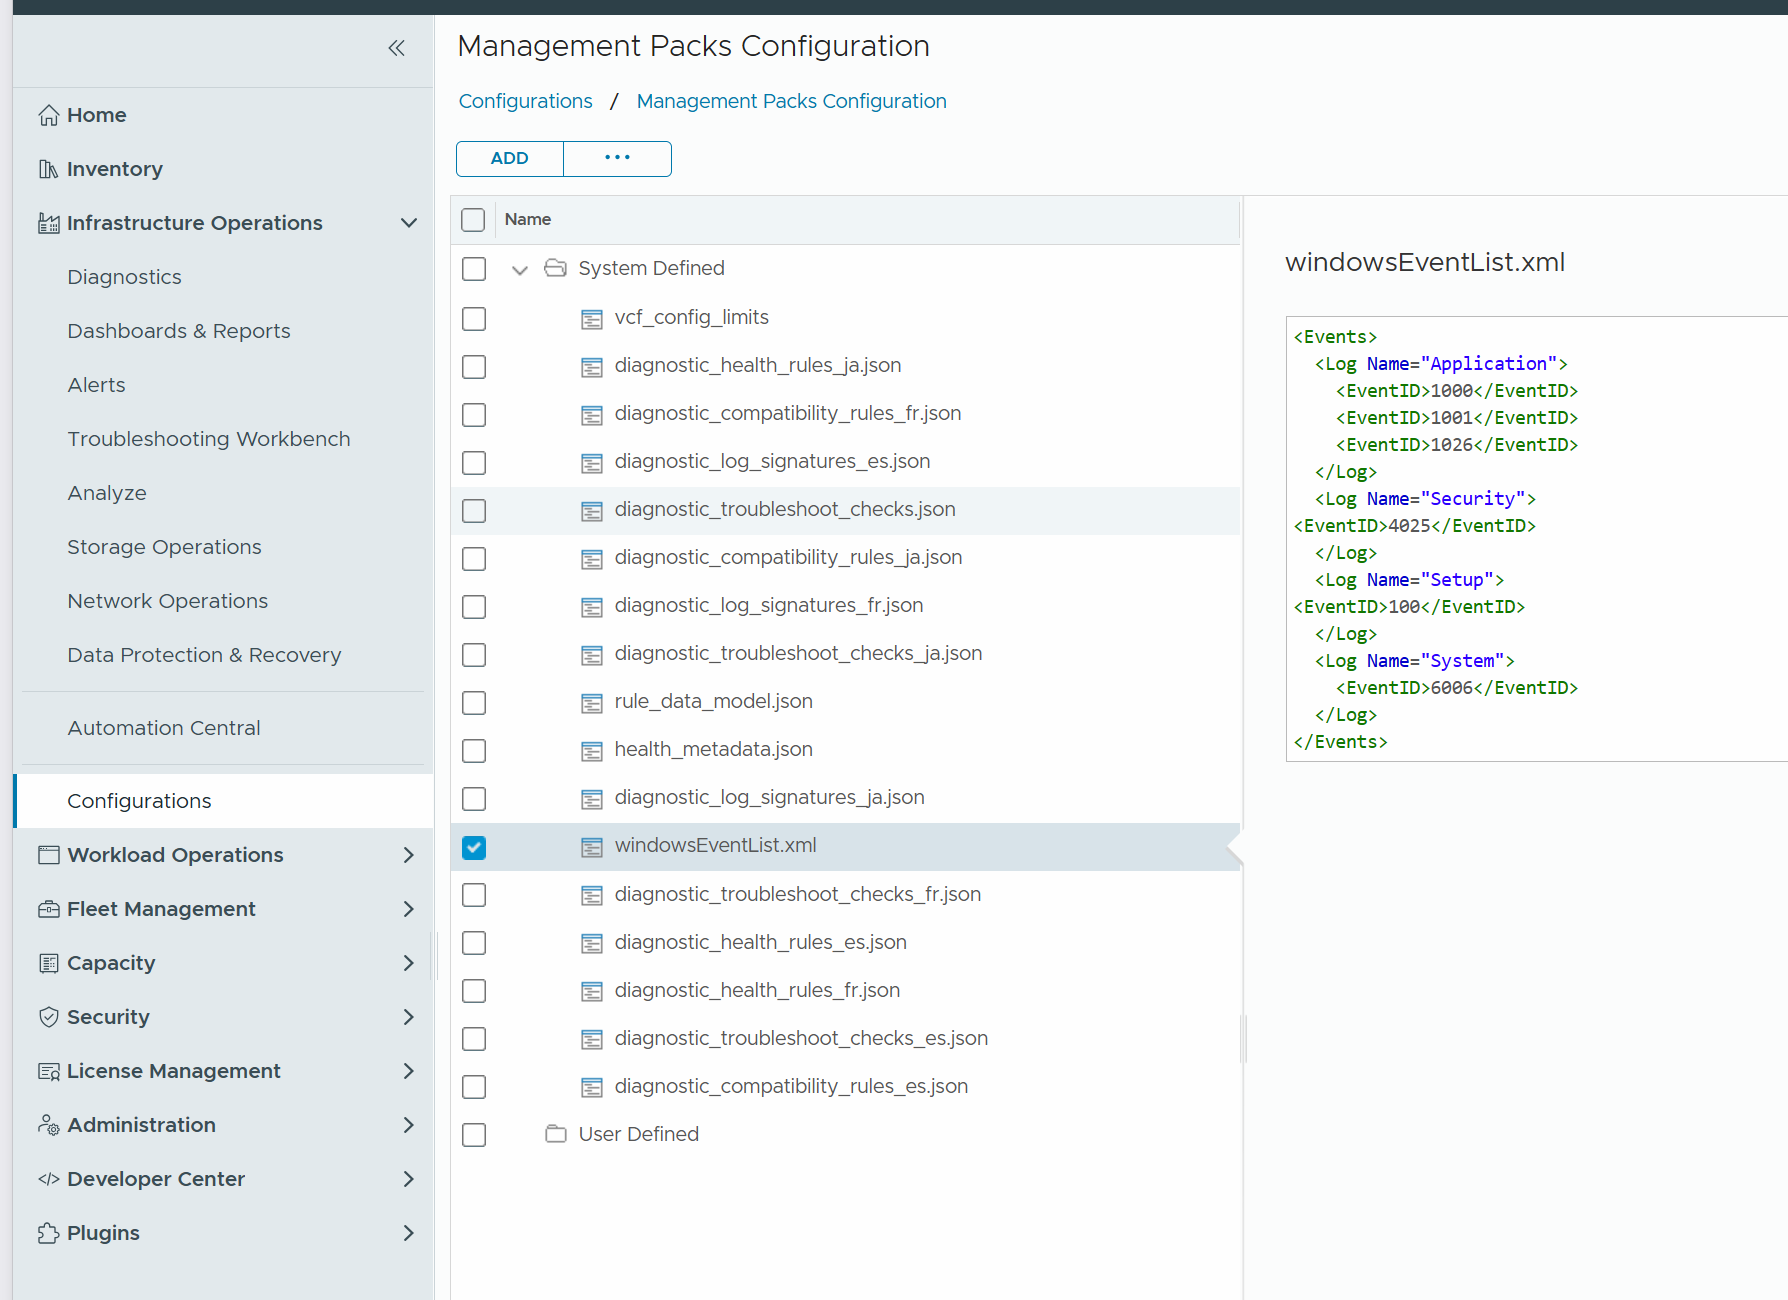 Home
Inventory
Infrastructure Operations
Diagnostics
Dashboards & Reports
Alerts
Troubleshooting Workbench
Analyze
Storage Operations
Network Operations
Data Protection & Recovery
Automation Central
Configurations
Workload Operations
Fleet Management
Capacity
Security
License Management
Administration
Developer Center
Plugins
Management Packs Configuration
Configurations / Management Packs Configuration
ADD
Name
System Defined
vcf_config_limits
diagnostic_health_rules_ja.json
diagnostic_compatibility_rules_fr.json
diagnostic_log_signatures_es.json
diagnostic_troubleshoot_checks.json
diagnostic_compatibility_rules_ja.json
diagnostic_log_signatures_fr.json
diagnostic_troubleshoot_checks_ja.json
rule_data_model.json
health_metadata.json
diagnostic_log_signatures_ja.json
windowsEventList.xml
diagnostic_troubleshoot_checks_fr.json
diagnostic_health_rules_es.json
diagnostic_health_rules_fr.json
diagnostic_troubleshoot_checks_es.json
diagnostic_compatibility_rules_es.json
User Defined
windowsEventList.xml
<Events>
  <Log Name="Application">
    <EventID>1000</EventID>
    <EventID>1001</EventID>
    <EventID>1026</EventID>
  </Log>
  <Log Name="Security">
<EventID>4025</EventID>
  </Log>
  <Log Name="Setup">
<EventID>100</EventID>
  </Log>
  <Log Name="System">
    <EventID>6006</EventID>
  </Log>
</Events>